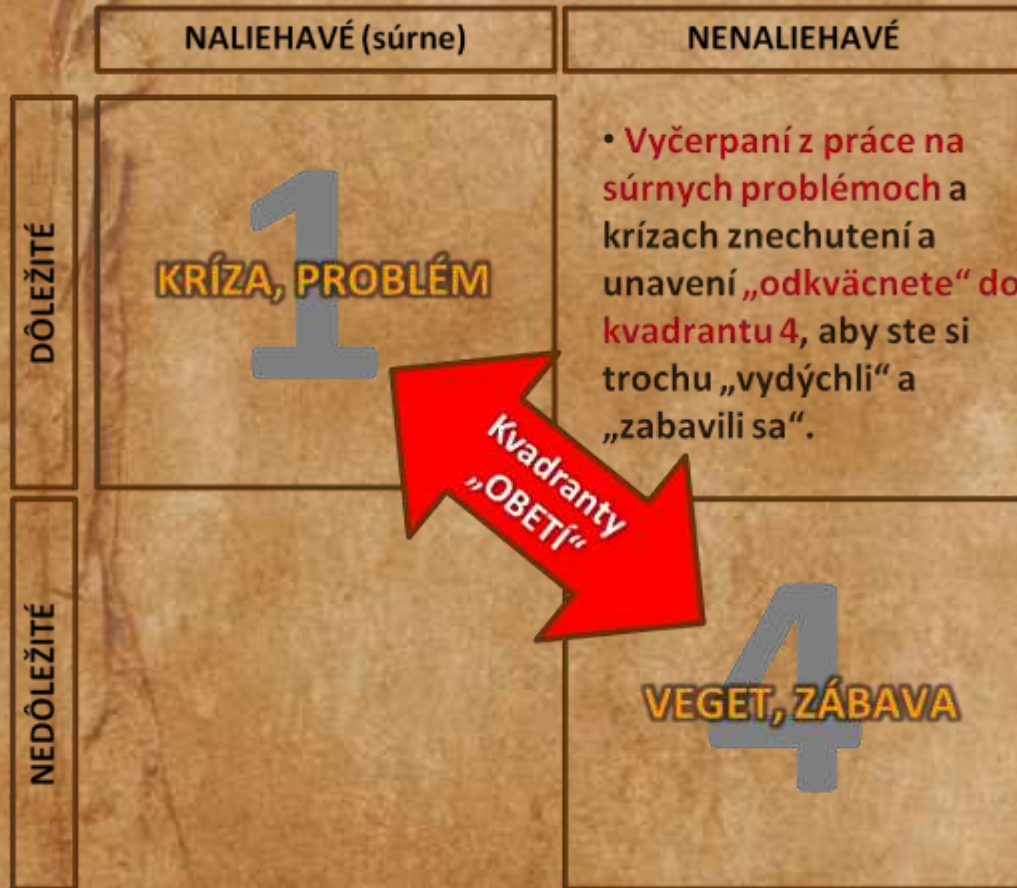 NALIEHAVÉ (súrne)
NENALIEHAVÉ
DÔLEŽITÉ
1
KRÍZA, PROBLÉM
• Vyčerpaní z práce na
súrnych problémoch a
krízach znechutení a
unavení „odkväcnete“ do
kvadrantu 4, aby ste si
trochu „vydýchli“ a
„zabavili sa“.
Kvadranty
„OBETÍ“
NEDÔLEŽITÉ
4
VEGET, ZÁBAVA